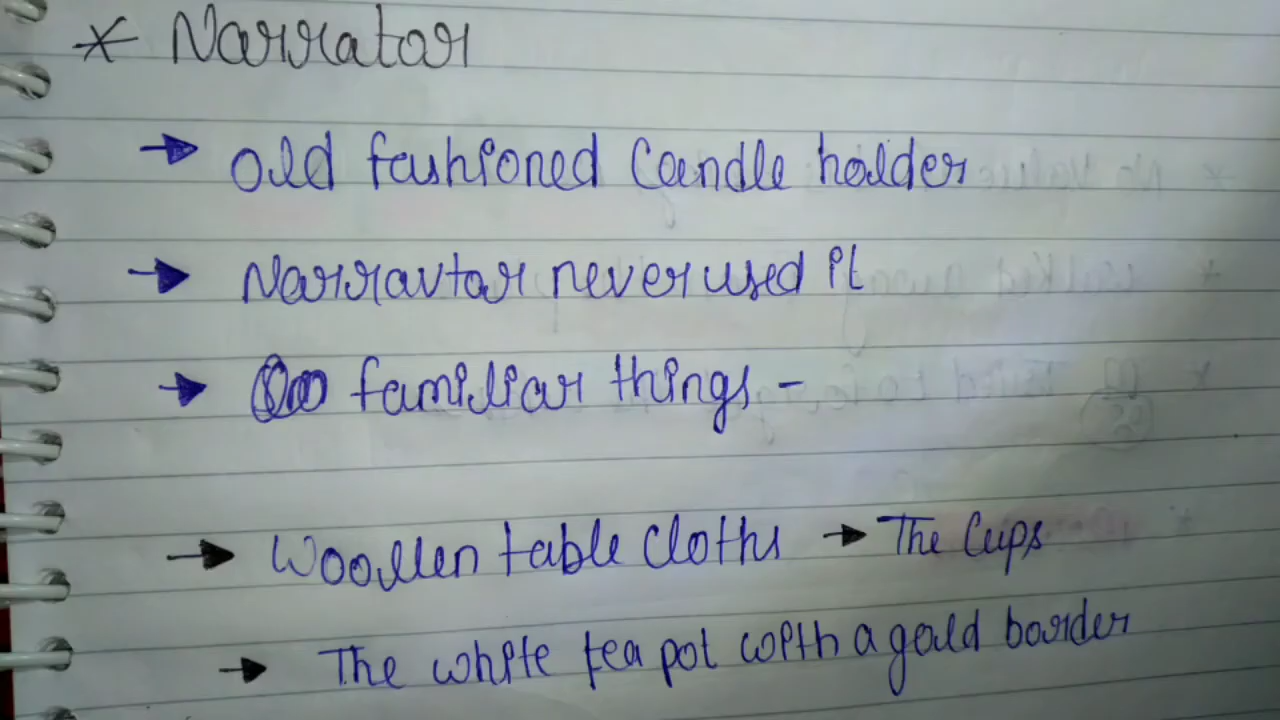 * Narrator
→ old fashioned Candle holder
→ Narravtor never used it
→ familiar things -
→ Woollen table cloths → The Cups
→ The white tea pot with a gold border